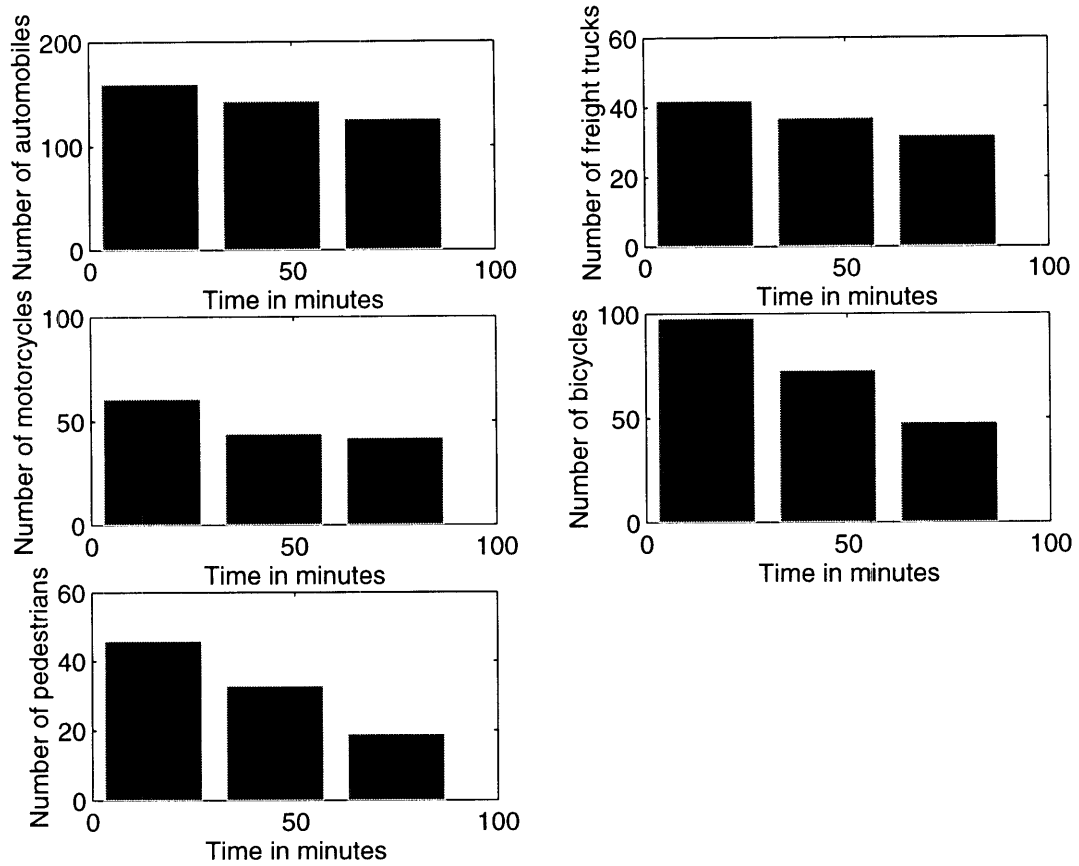 Number of automobiles
200
100
0
0 50 100
Time in minutes
Number of freight trucks
60
40
20
0
0 50 100
Time in minutes
Number of motorcycles
100
50
0
0 50 100
Time in minutes
Number of bicycles
100
50
0
0 50 100
Time in minutes
Number of pedestrians
60
40
20
0
0 50 100
Time in minutes